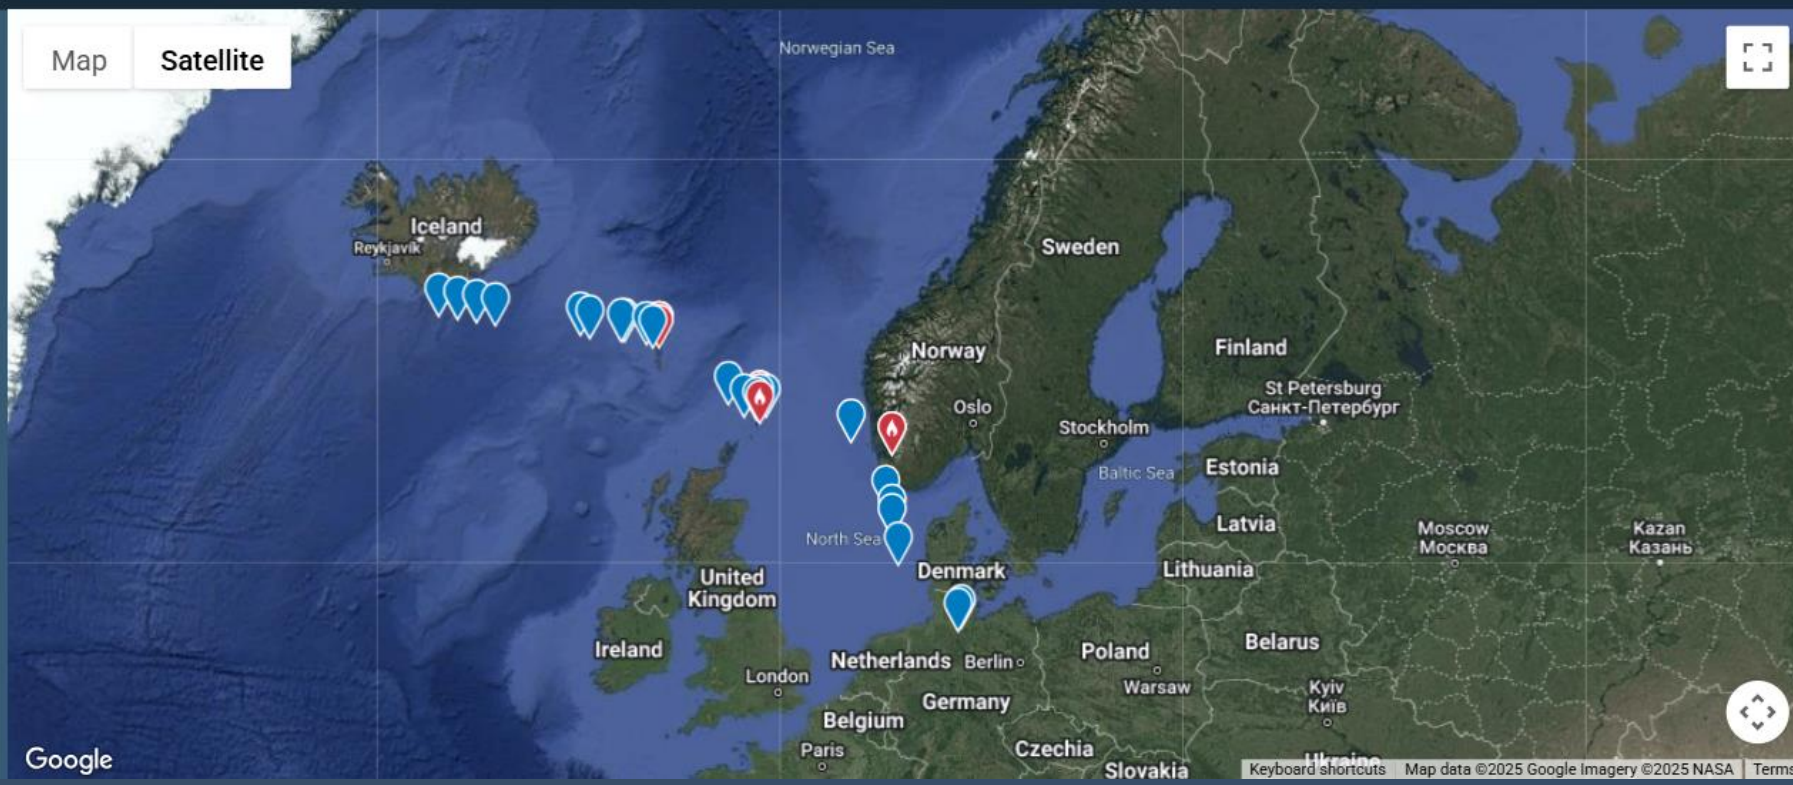 Map
Satellite
Norwegian Sea
Iceland
Reykjavík
Sweden
Norway
Finland
St Petersburg
Санкт-Петербург
Oslo
Stockholm
Baltic Sea
Estonia
Latvia
Moscow
Москва
Kazan
Казань
North Sea
Denmark
Lithuania
United
Kingdom
Ireland
Belarus
Netherlands
Berlin
Poland
London
Warsaw
Kyiv
Київ
Germany
Belgium
Paris
Czechia
Ukraine
Slovakia
Google
Keyboard shortcuts
Map data ©2025 Google Imagery ©2025 NASA
Terms